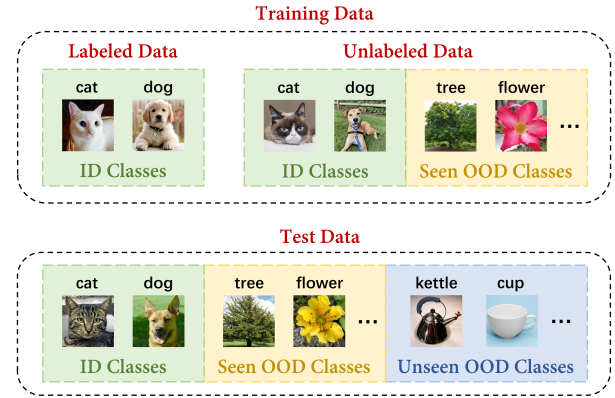 Training Data
Labeled Data
Unlabeled Data
cat dog
cat dog
tree flower
...
ID Classes
ID Classes
Seen OOD Classes
Test Data
cat dog
tree flower
...
kettle cup
...
ID Classes
Seen OOD Classes
Unseen OOD Classes